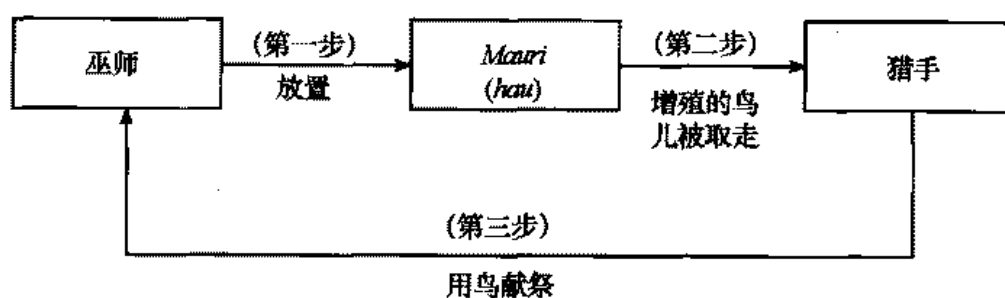 巫师
(第一步)
放置
Mauri
(hau)
(第二步)
增殖的鸟
儿被取走
猎手
(第三步)
用鸟献祭